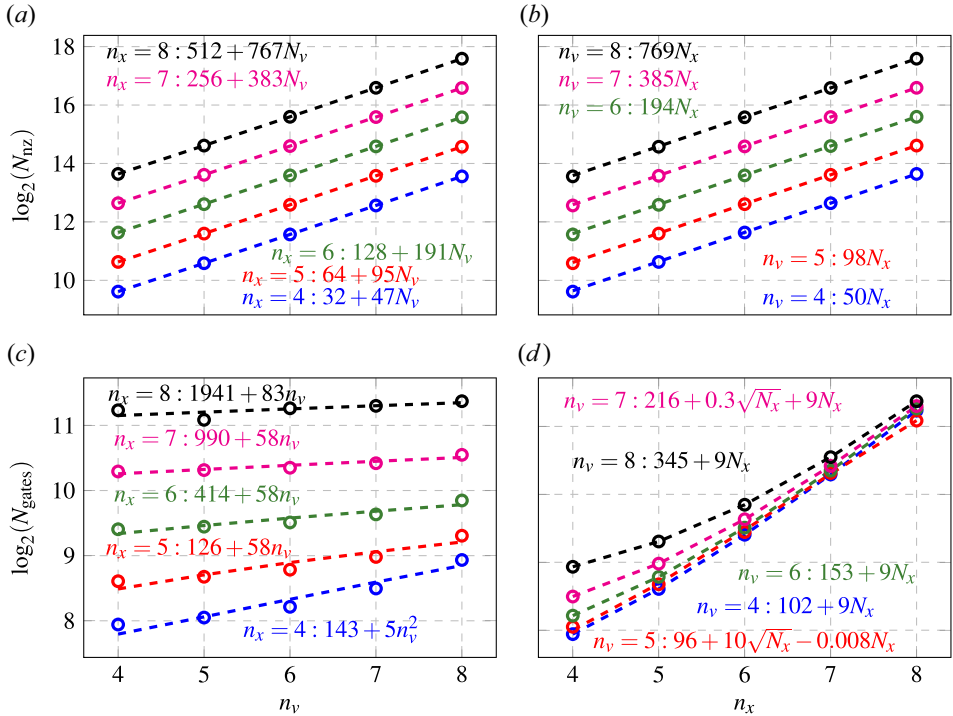 (a)
(b)
log₂(N_nz)
18
16
14
12
10
n_x = 8 : 512 + 767N_v
n_x = 7 : 256 + 383N_v
n_x = 6 : 128 + 191N_v
n_x = 5 : 64 + 95N_v
n_x = 4 : 32 + 47N_v
n_v = 8 : 769N_x
n_v = 7 : 385N_x
n_v = 6 : 194N_x
n_v = 5 : 98N_x
n_v = 4 : 50N_x
(c)
(d)
log₂(N_gates)
11
10
9
8
n_x = 8 : 1941 + 83n_v
n_x = 7 : 990 + 58n_v
n_x = 6 : 414 + 58n_v
n_x = 5 : 126 + 58n_v
n_x = 4 : 143 + 5n_v²
4 5 6 7 8
n_v
n_v = 7 : 216 + 0.3√N_x + 9N_x
n_v = 8 : 345 + 9N_x
n_v = 6 : 153 + 9N_x
n_v = 4 : 102 + 9N_x
n_v = 5 : 96 + 10√N_x − 0.008N_x
4 5 6 7 8
n_x